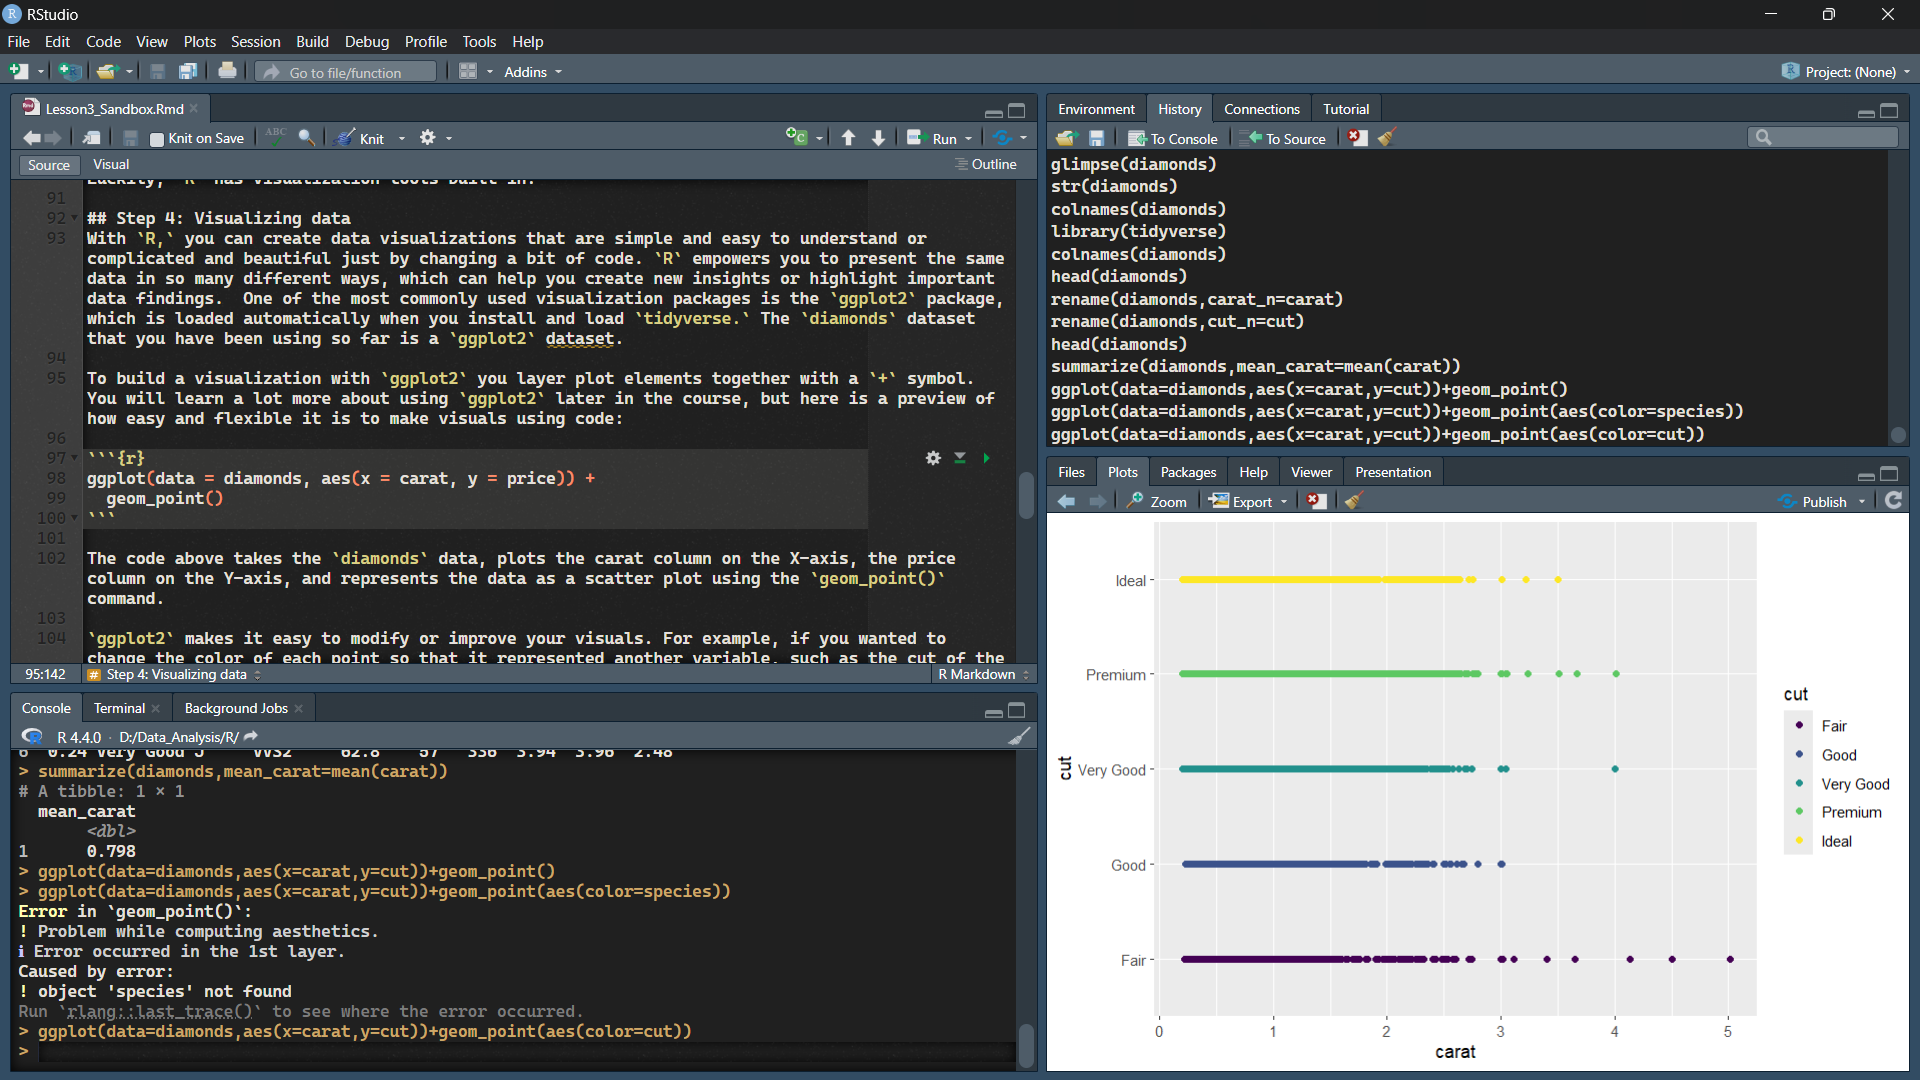 RStudio
File Edit Code View Plots Session Build Debug Profile Tools Help
Go to file/function Addins Project: (None)
Lesson3_Sandbox.Rmd
Knit on Save ABC Knit Run
Source Visual Outline
Luckily, `R` has visualization tools built in.
91
92 ## Step 4: Visualizing data
93 With `R,` you can create data visualizations that are simple and easy to understand or
complicated and beautiful just by changing a bit of code. `R` empowers you to present the same
data in so many different ways, which can help you create new insights or highlight important
data findings.  One of the most commonly used visualization packages is the `ggplot2` package,
which is loaded automatically when you install and load `tidyverse.` The `diamonds` dataset
that you have been using so far is a `ggplot2` dataset.
94
95 To build a visualization with `ggplot2` you layer plot elements together with a `+` symbol.
You will learn a lot more about using `ggplot2` later in the course, but here is a preview of
how easy and flexible it is to make visuals using code:
96
97 ```{r}
98 ggplot(data = diamonds, aes(x = carat, y = price)) +
99   geom_point()
100 ```
101
102 The code above takes the `diamonds` data, plots the carat column on the X-axis, the price
column on the Y-axis, and represents the data as a scatter plot using the `geom_point()`
command.
103
104 `ggplot2` makes it easy to modify or improve your visuals. For example, if you wanted to
change the color of each point so that it represented another variable, such as the cut of the
95:142 # Step 4: Visualizing data R Markdown
Console Terminal Background Jobs
R 4.4.0 · D:/Data_Analysis/R/
6 0.24 Very Good J VVS2 62.8 57 336 3.94 3.96 2.48
> summarize(diamonds,mean_carat=mean(carat))
# A tibble: 1 × 1
mean_carat
<dbl>
1 0.798
> ggplot(data=diamonds,aes(x=carat,y=cut))+geom_point()
> ggplot(data=diamonds,aes(x=carat,y=cut))+geom_point(aes(color=species))
Error in `geom_point()`:
! Problem while computing aesthetics.
ℹ Error occurred in the 1st layer.
Caused by error:
! object 'species' not found
Run `rlang::last_trace()` to see where the error occurred.
> ggplot(data=diamonds,aes(x=carat,y=cut))+geom_point(aes(color=cut))
>
Environment History Connections Tutorial
To Console To Source
glimpse(diamonds)
str(diamonds)
colnames(diamonds)
library(tidyverse)
colnames(diamonds)
head(diamonds)
rename(diamonds,carat_n=carat)
rename(diamonds,cut_n=cut)
head(diamonds)
summarize(diamonds,mean_carat=mean(carat))
ggplot(data=diamonds,aes(x=carat,y=cut))+geom_point()
ggplot(data=diamonds,aes(x=carat,y=cut))+geom_point(aes(color=species))
ggplot(data=diamonds,aes(x=carat,y=cut))+geom_point(aes(color=cut))
Files Plots Packages Help Viewer Presentation
Zoom Export Publish
Ideal
Premium
Very Good
Good
Fair
cut
0 1 2 3 4 5
carat
cut
Fair
Good
Very Good
Premium
Ideal